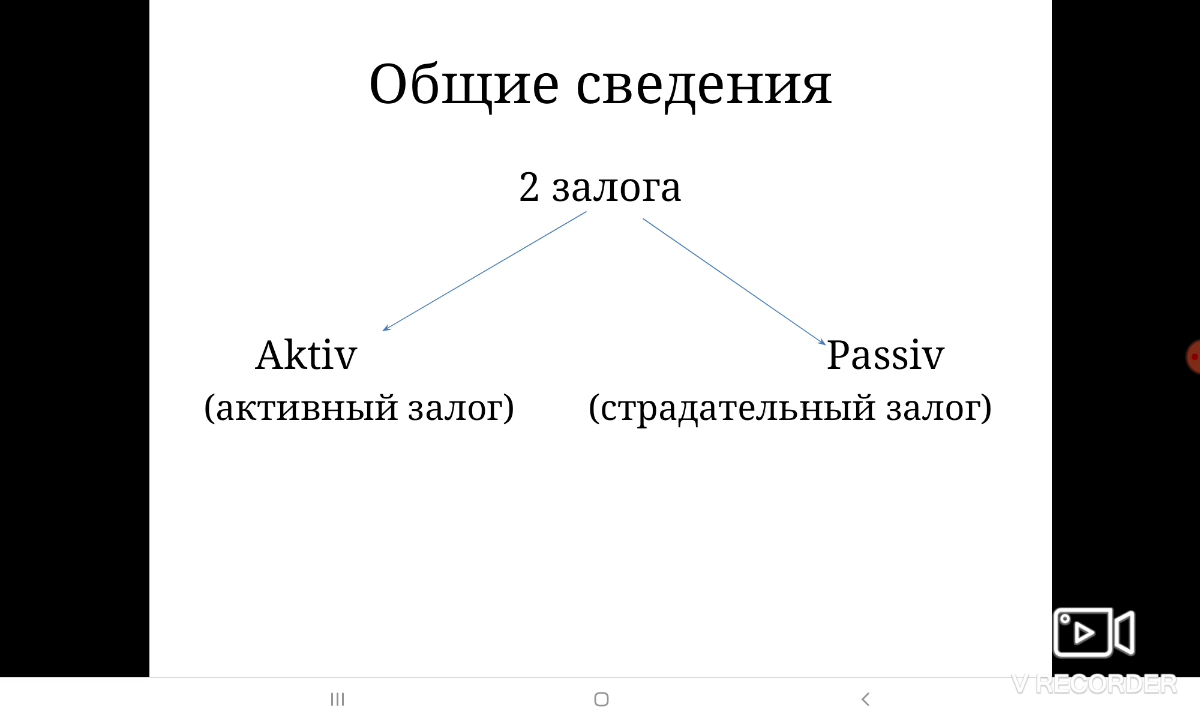 Общие сведения
2 залога
Aktiv Passiv
(активный залог) (страдательный залог)
V RECORDER